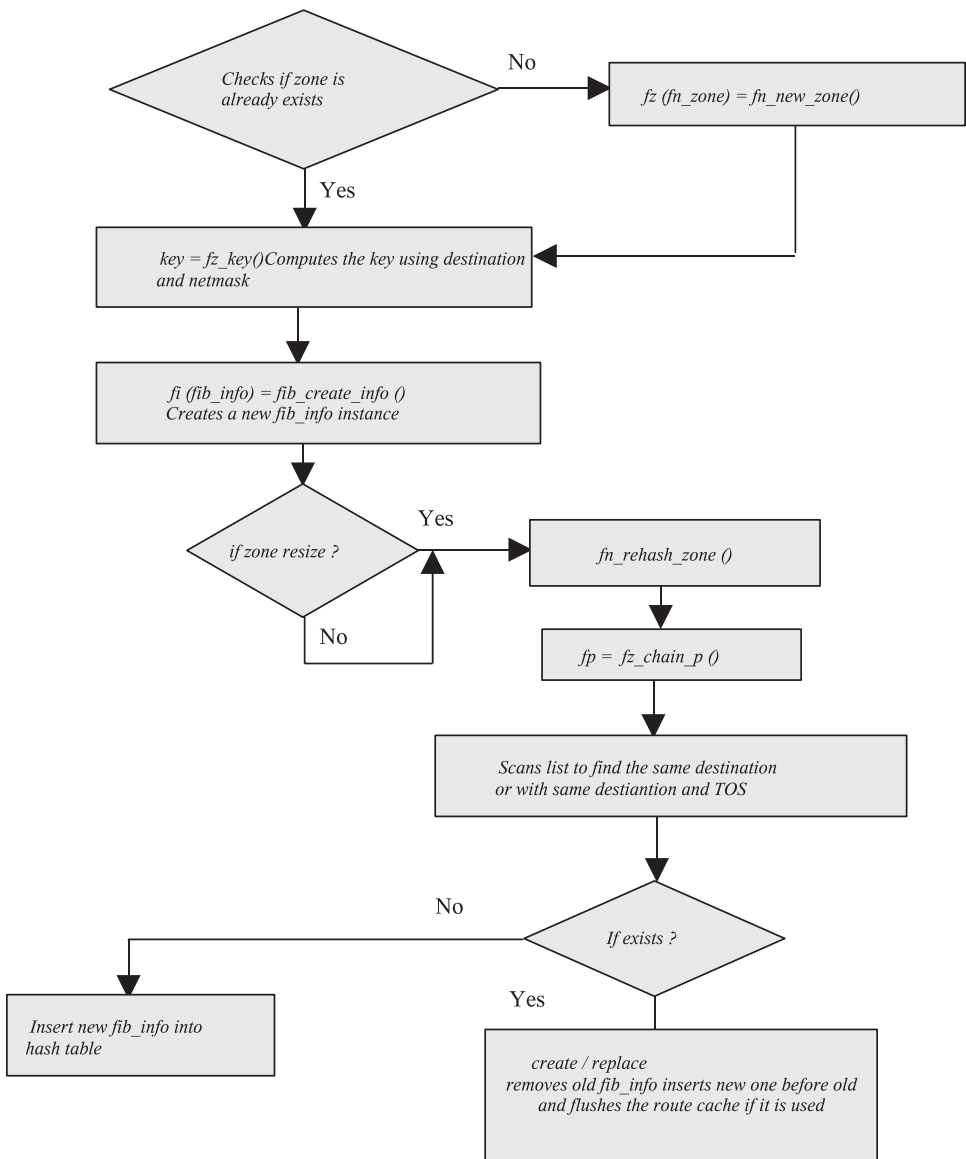 Checks if zone is
already exists
No
fz (fn_zone) = fn_new_zone()
Yes
key = fz_key()Computes the key using destination
and netmask
fi (fib_info) = fib_create_info ()
Creates a new fib_info instance
if zone resize ?
Yes
fn_rehash_zone ()
No
fp = fz_chain_p ()
Scans list to find the same destination
or with same destiantion and TOS
If exists ?
No
Insert new fib_info into
hash table
Yes
create / replace
removes old fib_info inserts new one before old
and flushes the route cache if it is used